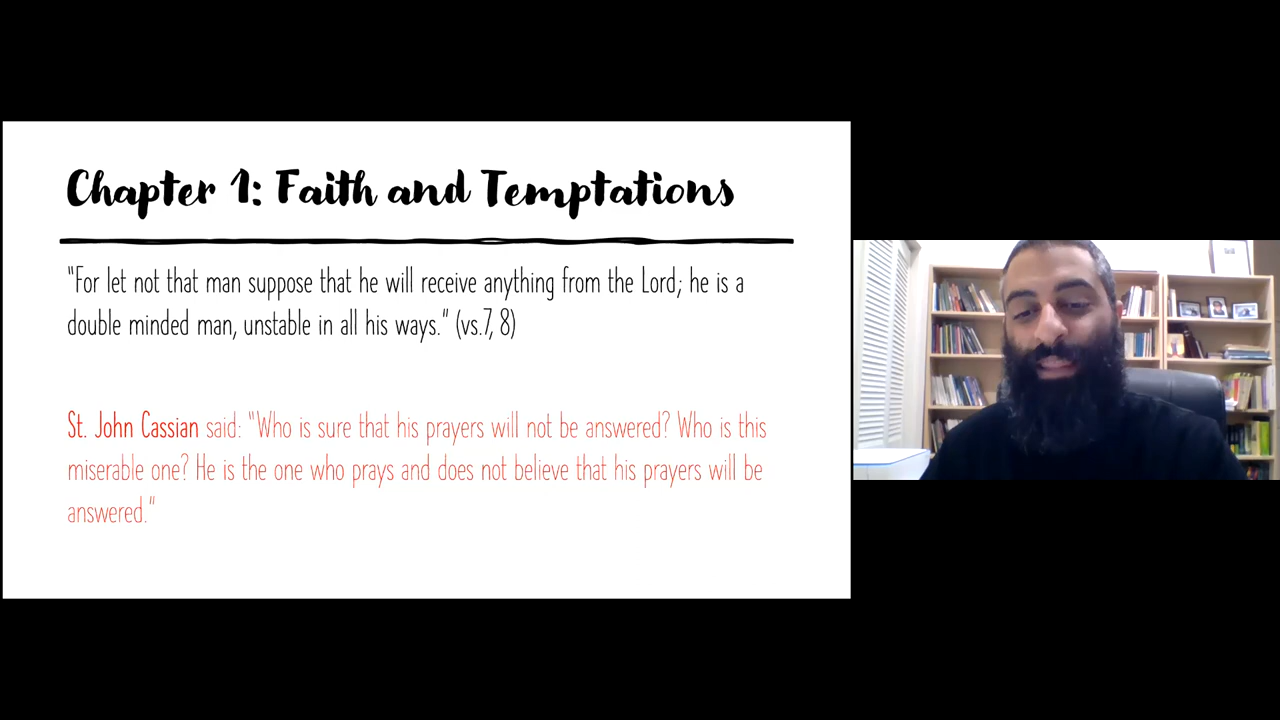 Chapter 1: Faith and Temptations
"For let not that man suppose that he will receive anything from the Lord; he is a
double minded man, unstable in all his ways." (vs.7, 8)
St. John Cassian said: "Who is sure that his prayers will not be answered? Who is this
miserable one? He is the one who prays and does not believe that his prayers will be
answered."